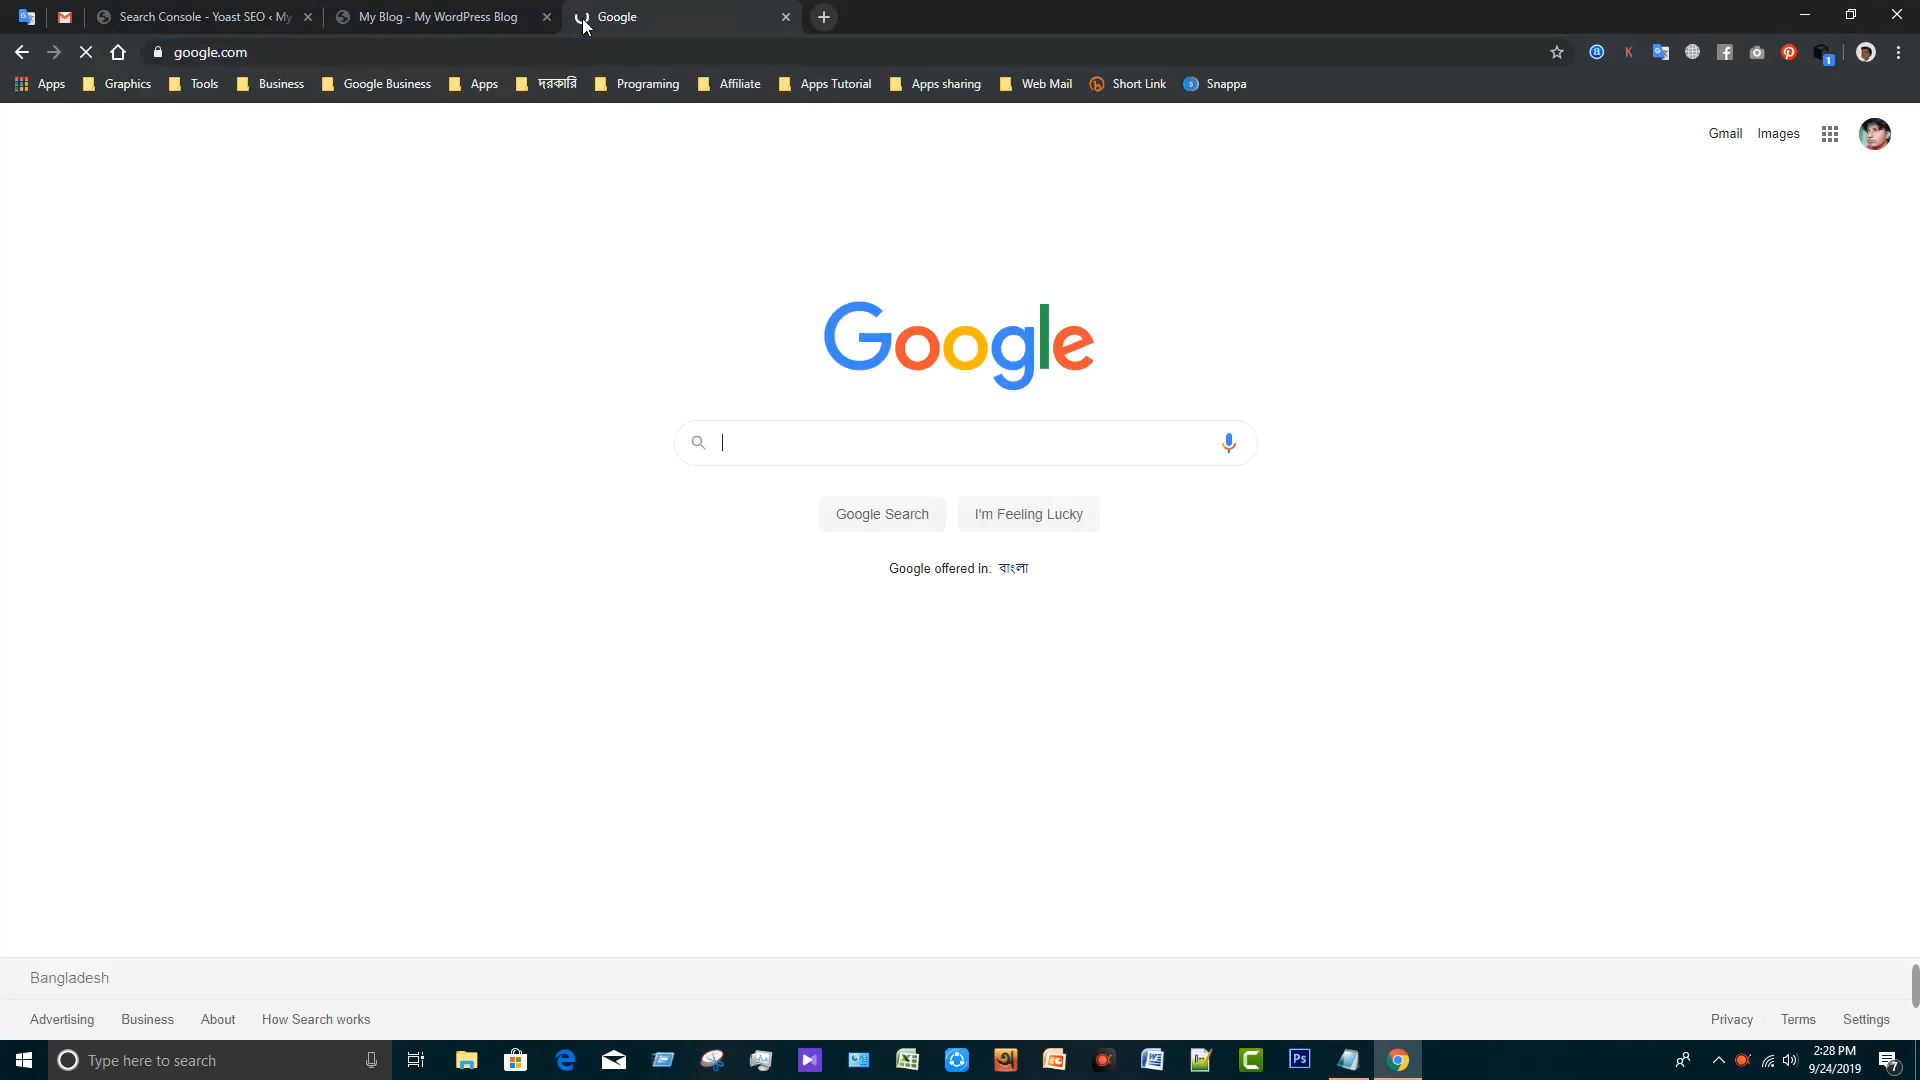 Search Console - Yoast SEO ‹ My
My Blog - My WordPress Blog
Google
google.com
K
1
Apps
Graphics
Tools
Business
Google Business
Apps
দরকারি
Programing
Affiliate
Apps Tutorial
Apps sharing
Web Mail
Short Link
Snappa
Gmail
Images
Google
Google Search
I'm Feeling Lucky
Google offered in: বাংলা
Bangladesh
Advertising
Business
About
How Search works
Privacy
Terms
Settings
Type here to search
Ps
2:28 PM
9/24/2019
7